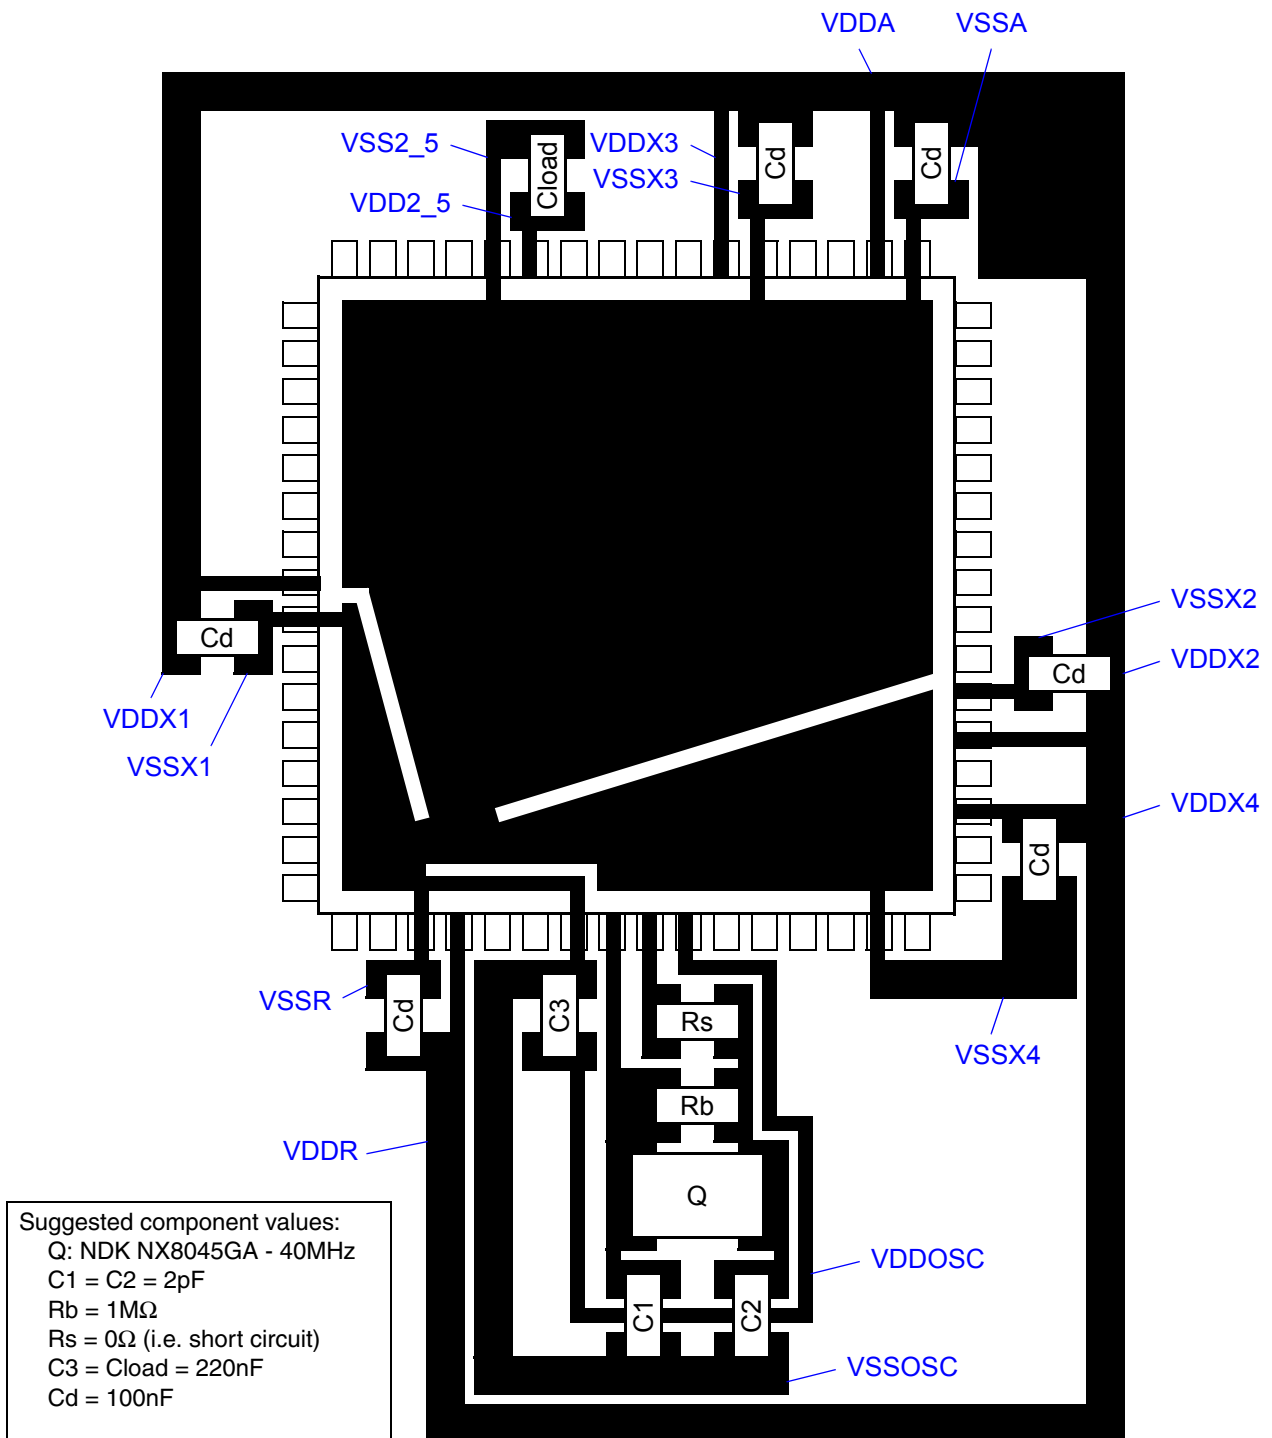 VDDA VSSA
VSS2_5
VDD2_5
Cload
VDDX3
VSSX3
Cd
Cd
VSSX2
VDDX2
Cd
Cd
VDDX1
VSSX1
VDDX4
Cd
VSSX4
VSSR
Cd
C3
Rs
Rb
VDDR
Q
VDDOSC
C1
C2
VSSOSC
Suggested component values:
Q: NDK NX8045GA - 40MHz
C1 = C2 = 2pF
Rb = 1MΩ
Rs = 0Ω (i.e. short circuit)
C3 = Cload = 220nF
Cd = 100nF